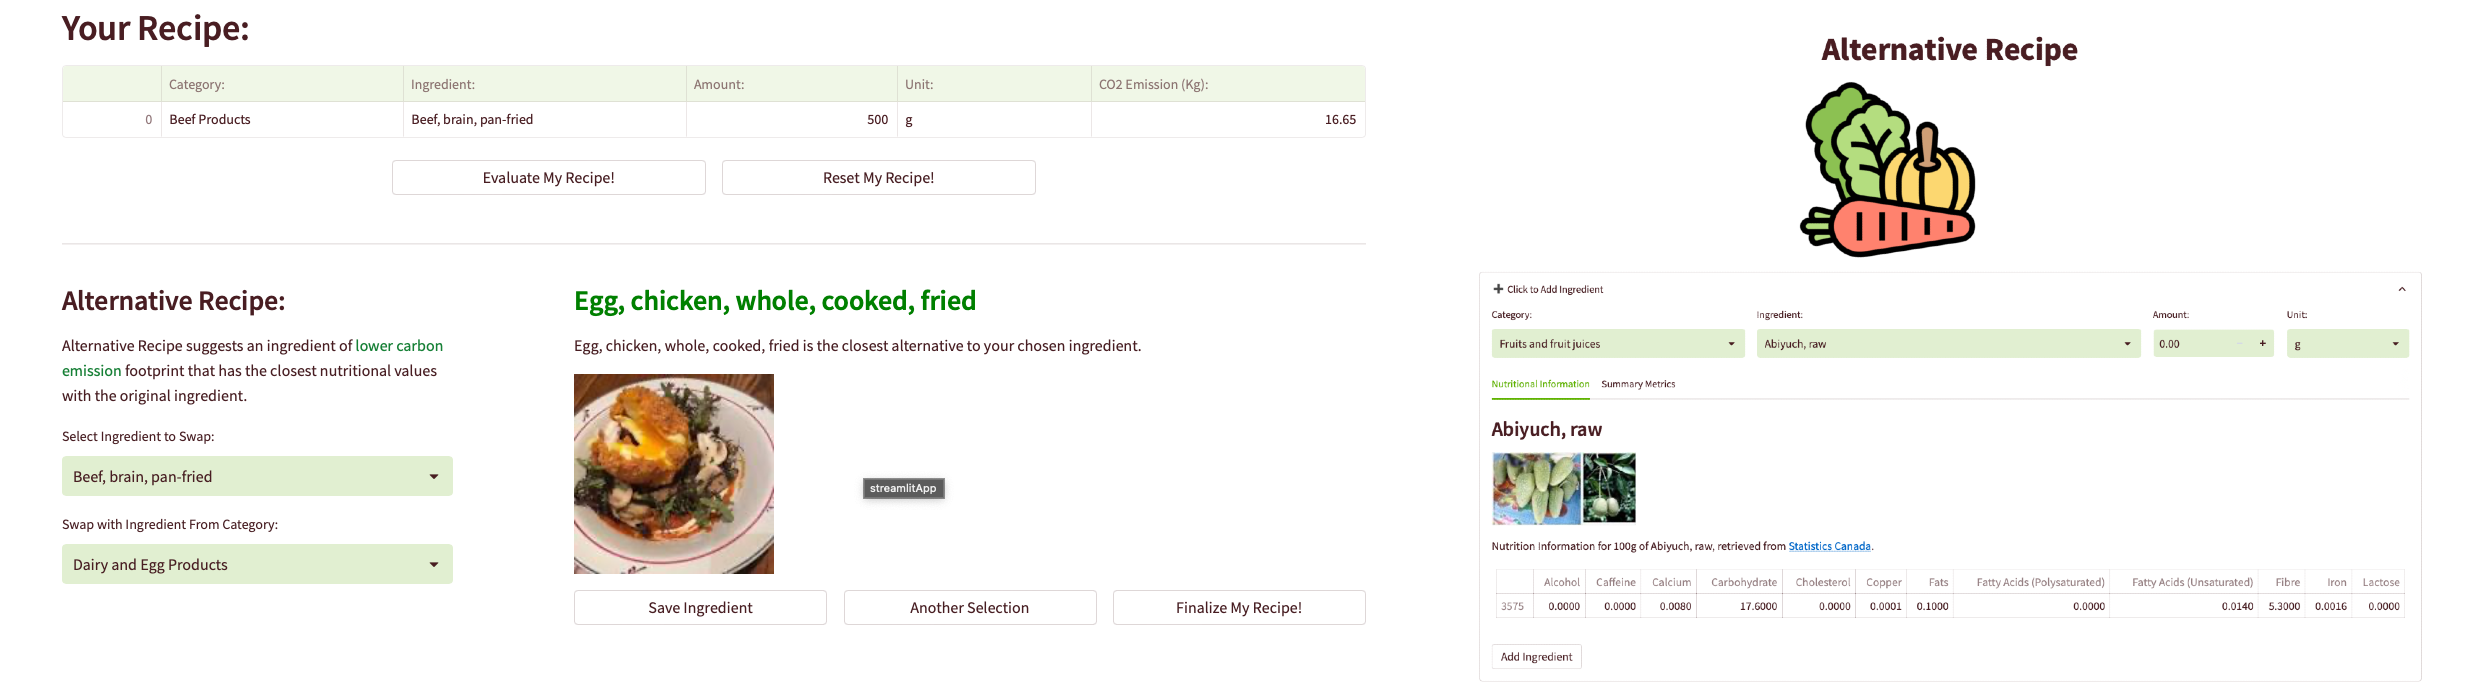 Your Recipe:
Category: Ingredient: Amount: Unit: CO2 Emission (Kg):
0 Beef Products Beef, brain, pan-fried 500 g 16.65
Evaluate My Recipe! Reset My Recipe!
Alternative Recipe:
Alternative Recipe suggests an ingredient of lower carbon
emission footprint that has the closest nutritional values
with the original ingredient.
Select Ingredient to Swap:
Beef, brain, pan-fried
Swap with Ingredient From Category:
Dairy and Egg Products
Egg, chicken, whole, cooked, fried
Egg, chicken, whole, cooked, fried is the closest alternative to your chosen ingredient.
streamlitApp
Save Ingredient Another Selection Finalize My Recipe!
Alternative Recipe
+ Click to Add Ingredient
Category: Ingredient: Amount: Unit:
Fruits and fruit juices Abiyuch, raw 0.00 - + g
Nutritional Information Summary Metrics
Abiyuch, raw
Nutrition Information for 100g of Abiyuch, raw, retrieved from Statistics Canada.
Alcohol Caffeine Calcium Carbohydrate Cholesterol Copper Fats Fatty Acids (Polysaturated) Fatty Acids (Unsaturated) Fibre Iron Lactose
3575 0.0000 0.0000 0.0080 17.6000 0.0000 0.0001 0.1000 0.0000 0.0140 5.3000 0.0016 0.0000
Add Ingredient